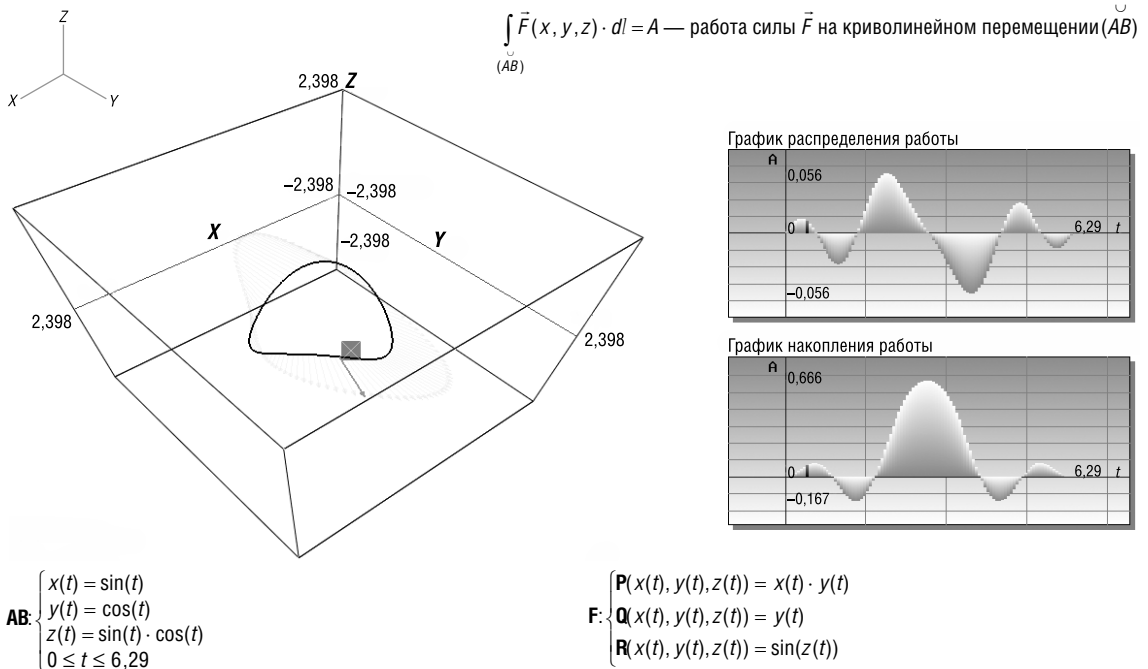 Z
X
Y
∫ F⃗(x, y, z) · dl = A — работа силы F⃗ на криволинейном перемещении (AB)
(AB)
2,398 Z
–2,398
–2,398
X
–2,398
Y
2,398
2,398
График распределения работы
A
0,056
0
6,29 t
–0,056
График накопления работы
A
0,666
0
6,29 t
–0,167
AB:
x(t) = sin(t)
y(t) = cos(t)
z(t) = sin(t) · cos(t)
0 ≤ t ≤ 6,29
F:
P(x(t), y(t), z(t)) = x(t) · y(t)
Q(x(t), y(t), z(t)) = y(t)
R(x(t), y(t), z(t)) = sin(z(t))